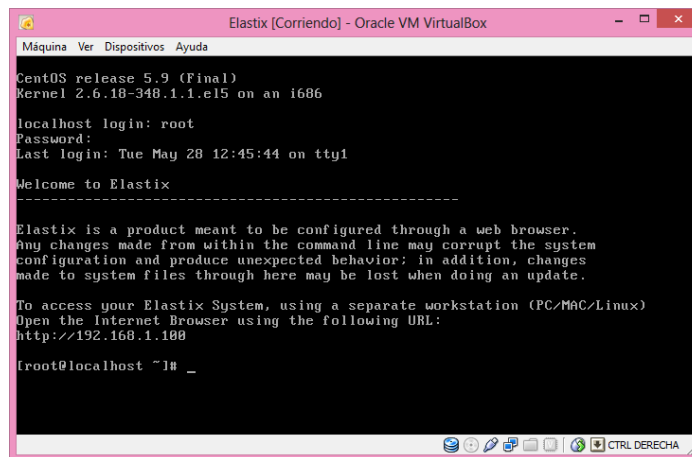 Elastix [Corriendo] - Oracle VM VirtualBox
Máquina Ver Dispositivos Ayuda
CentOS release 5.9 (Final)
Kernel 2.6.18-348.1.1.el5 on an i686
localhost login: root
Password:
Last login: Tue May 28 12:45:44 on tty1
Welcome to Elastix
----------------------------------------------------
Elastix is a product meant to be configured through a web browser.
Any changes made from within the command line may corrupt the system
configuration and produce unexpected behavior; in addition, changes
made to system files through here may be lost when doing an update.
To access your Elastix System, using a separate workstation (PC/MAC/Linux)
Open the Internet Browser using the following URL:
http://192.168.1.100
[root@localhost ~]# _
CTRL DERECHA